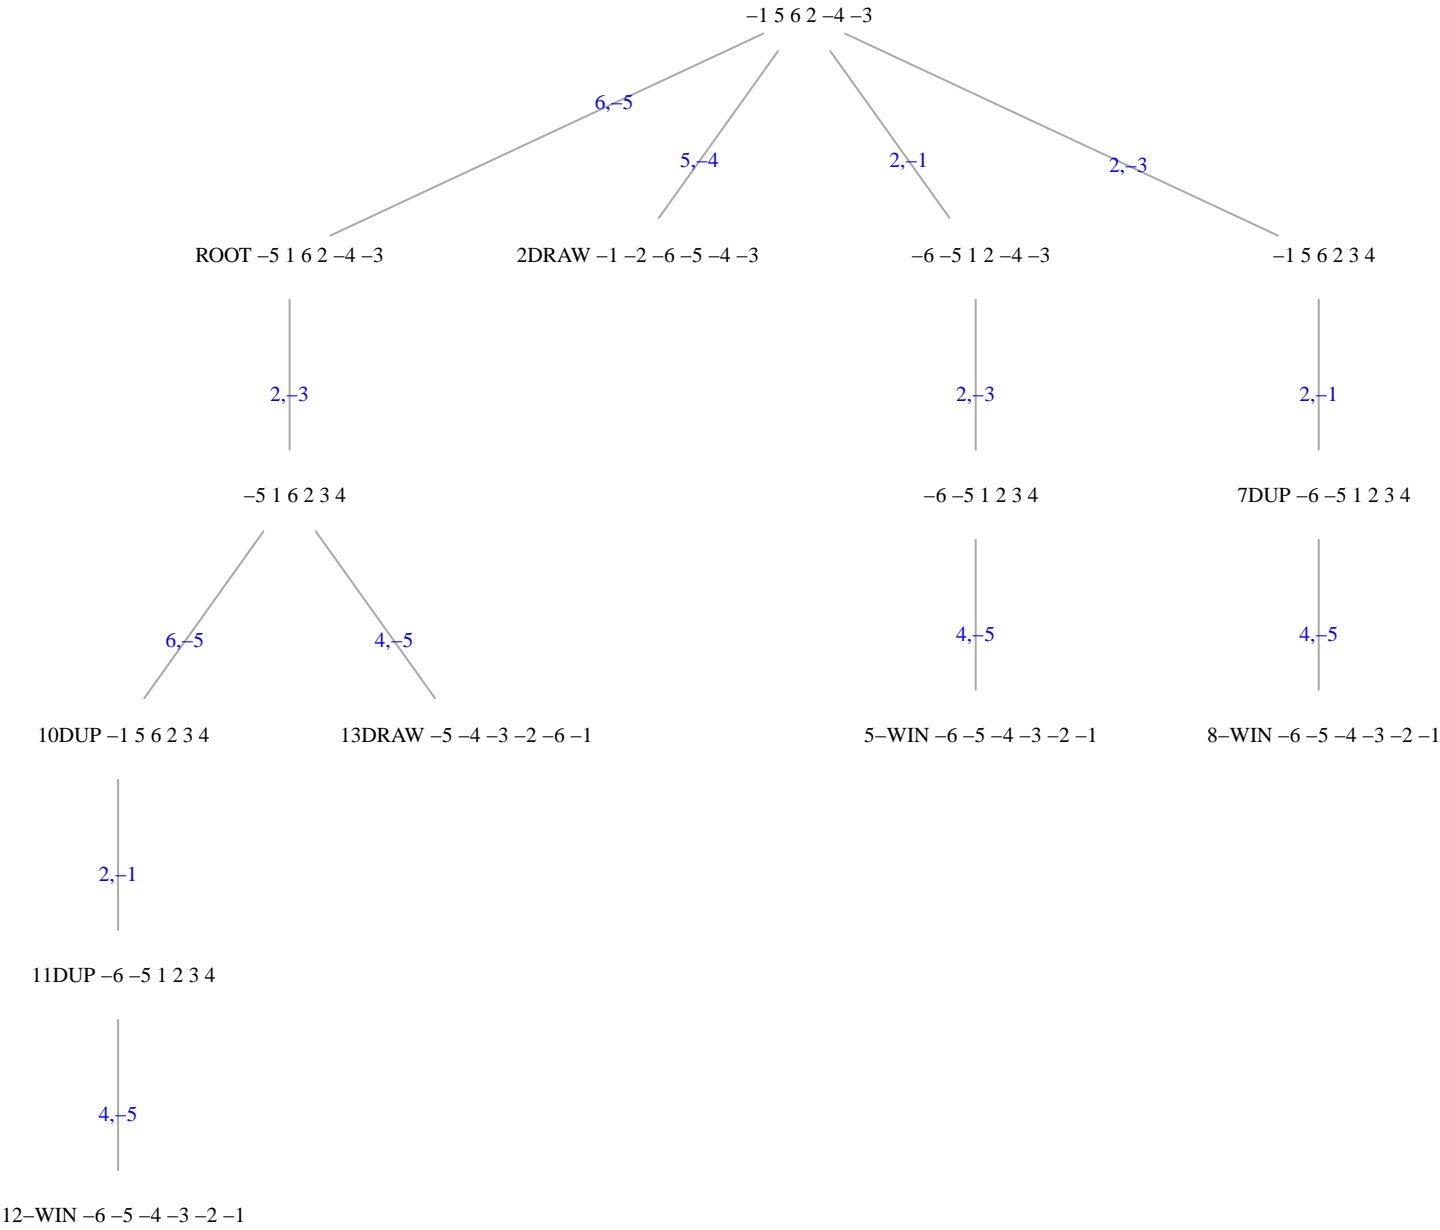 –1 5 6 2 –4 –3
6,–5
5,–4
2,–1
2,–3
ROOT –5 1 6 2 –4 –3
2DRAW –1 –2 –6 –5 –4 –3
–6 –5 1 2 –4 –3
–1 5 6 2 3 4
2,–3
2,–3
2,–1
–5 1 6 2 3 4
–6 –5 1 2 3 4
7DUP –6 –5 1 2 3 4
6,–5
4,–5
4,–5
4,–5
10DUP –1 5 6 2 3 4
13DRAW –5 –4 –3 –2 –6 –1
5–WIN –6 –5 –4 –3 –2 –1
8–WIN –6 –5 –4 –3 –2 –1
2,–1
11DUP –6 –5 1 2 3 4
4,–5
12–WIN –6 –5 –4 –3 –2 –1